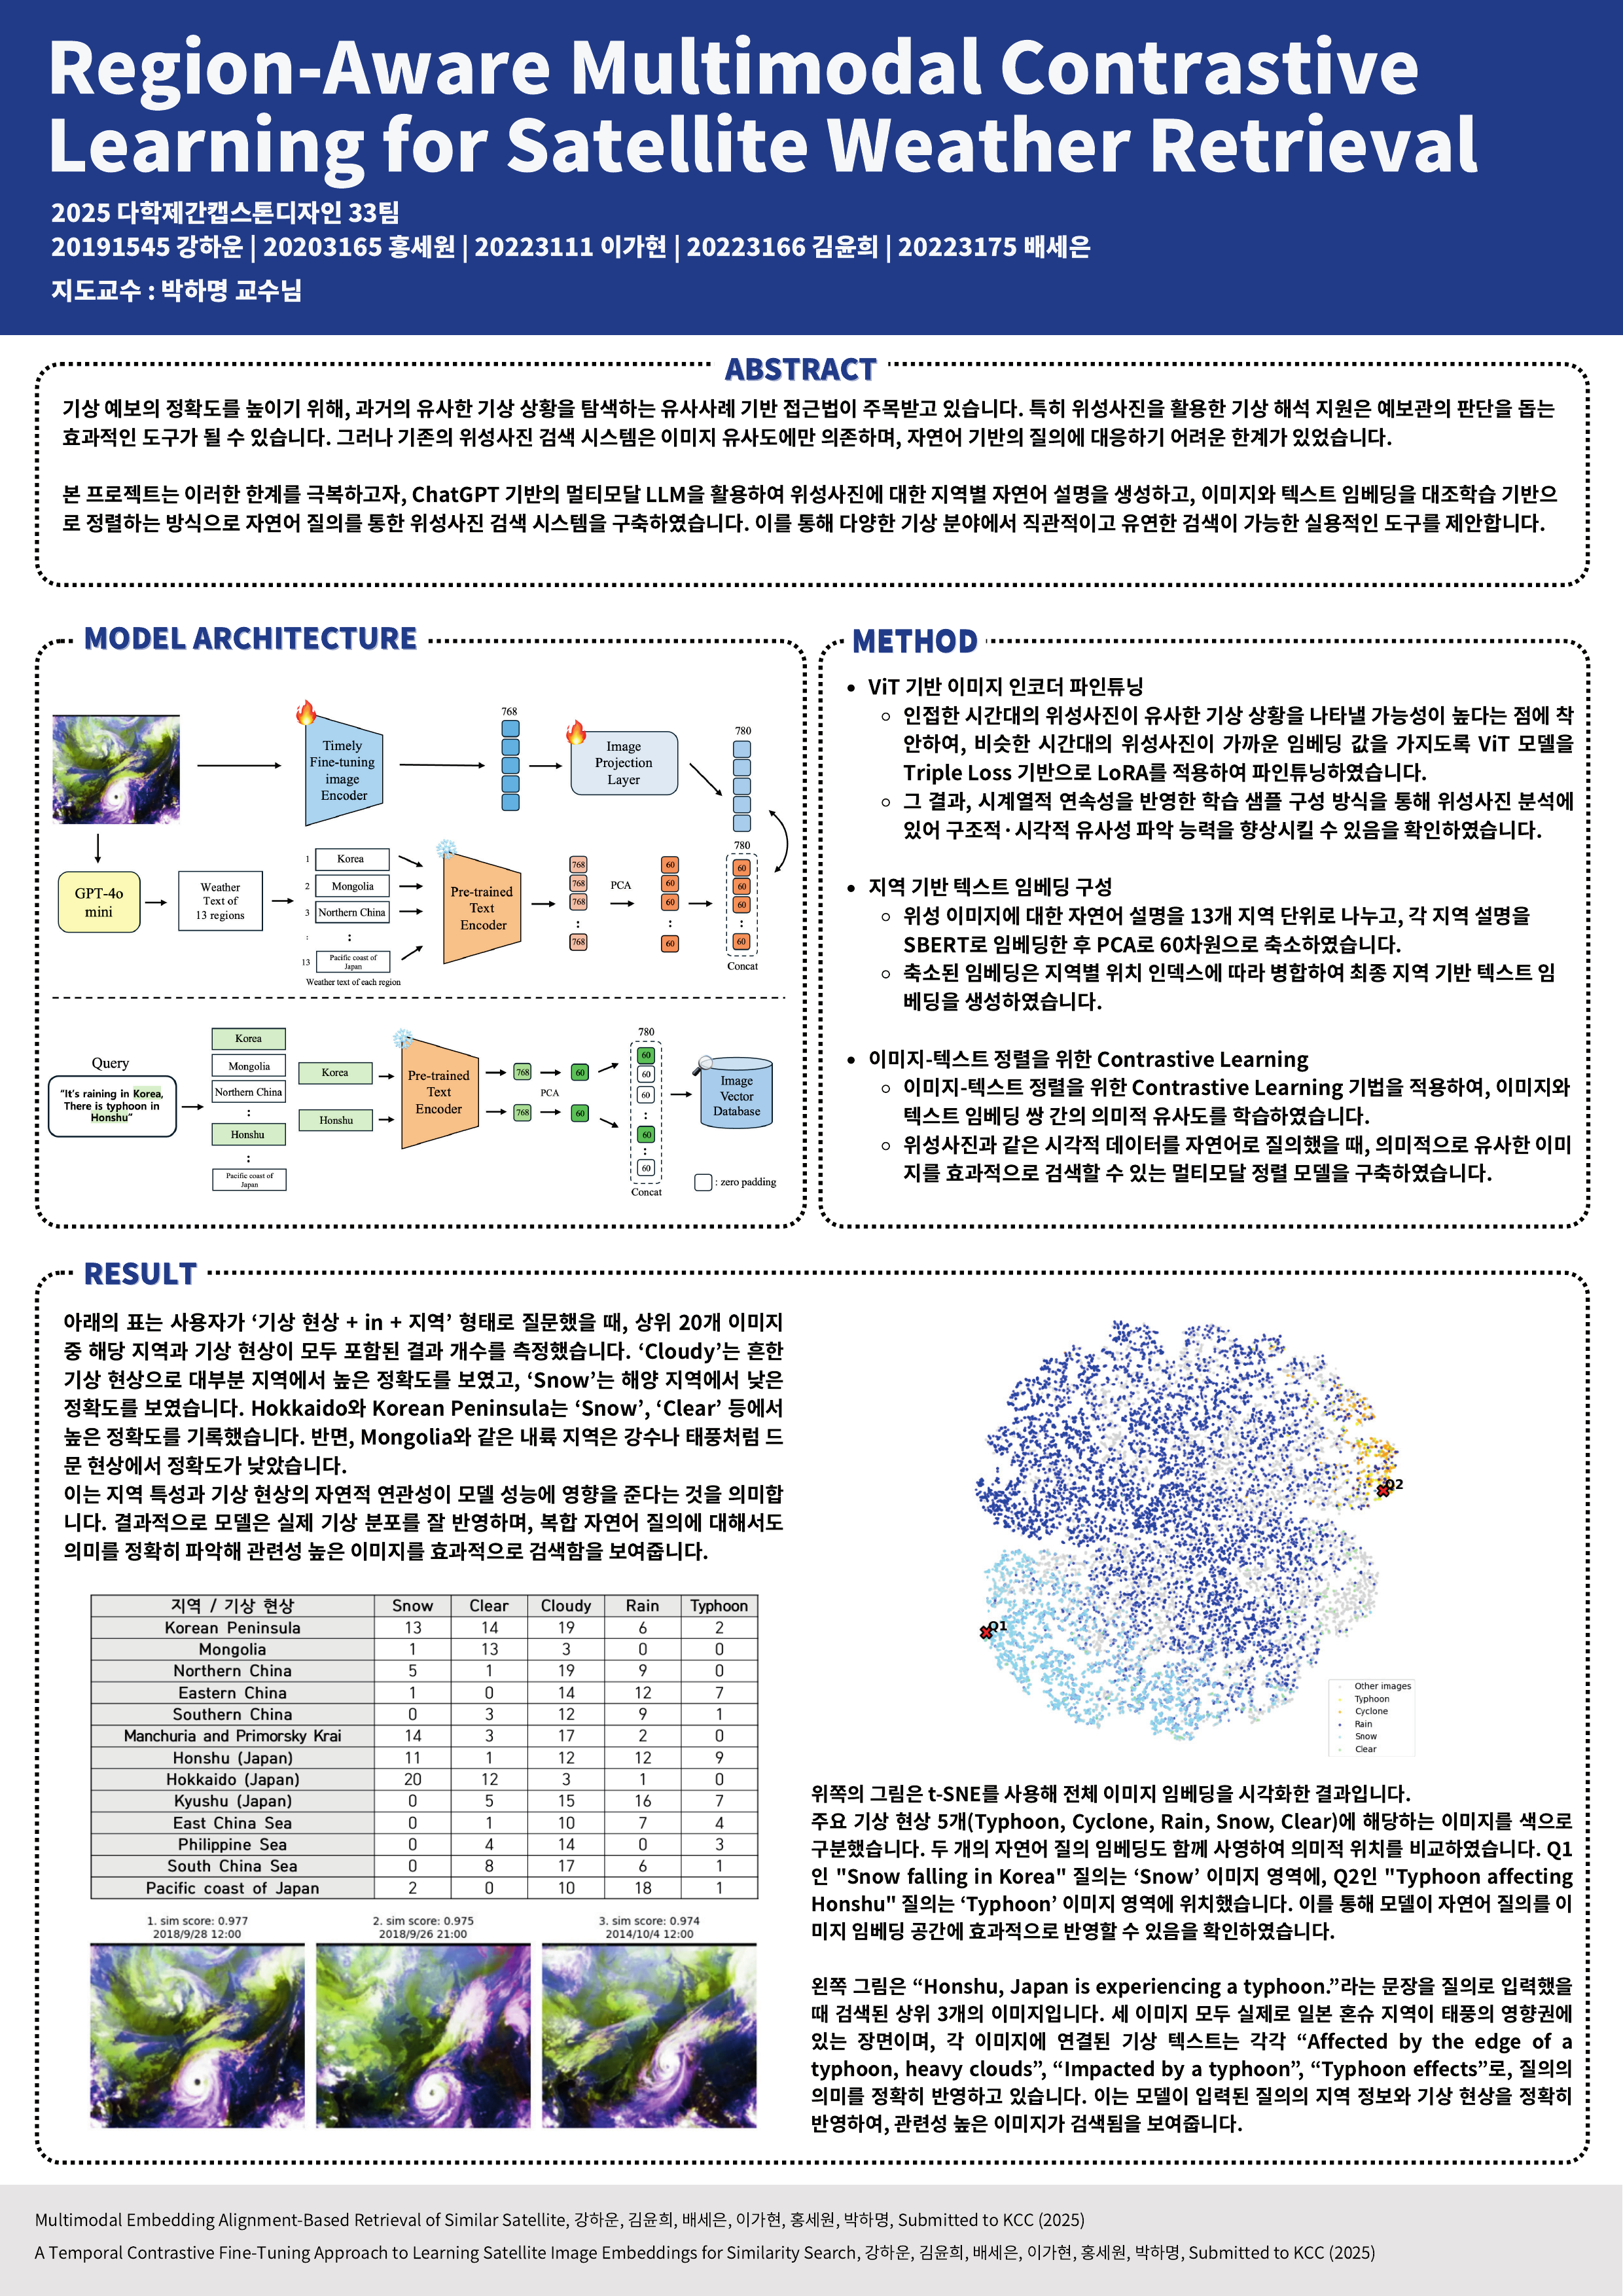 Region-Aware Multimodal Contrastive
Learning for Satellite Weather Retrieval
2025 다학제간캡스톤디자인 33팀
20191545 강하운 | 20203165 홍세원 | 20223111 이가현 | 20223166 김윤희 | 20223175 배세은
지도교수 : 박하명 교수님
ABSTRACT
기상 예보의 정확도를 높이기 위해, 과거의 유사한 기상 상황을 탐색하는 유사사례 기반 접근법이 주목받고 있습니다. 특히 위성사진을 활용한 기상 해석 지원은 예보관의 판단을 돕는
효과적인 도구가 될 수 있습니다. 그러나 기존의 위성사진 검색 시스템은 이미지 유사도에만 의존하며, 자연어 기반의 질의에 대응하기 어려운 한계가 있었습니다.
본 프로젝트는 이러한 한계를 극복하고자, ChatGPT 기반의 멀티모달 LLM을 활용하여 위성사진에 대한 지역별 자연어 설명을 생성하고, 이미지와 텍스트 임베딩을 대조학습 기반으
로 정렬하는 방식으로 자연어 질의를 통한 위성사진 검색 시스템을 구축하였습니다. 이를 통해 다양한 기상 분야에서 직관적이고 유연한 검색이 가능한 실용적인 도구를 제안합니다.
MODEL ARCHITECTURE
Timely
Fine-tuning
image
Encoder
768
Image
Projection
Layer
780
GPT-4o
mini
Weather
Text of
13 regions
1 Korea
2 Mongolia
3 Northern China
:
:
13 Pacific coast of
Japan
Weather text of each region
Pre-trained
Text
Encoder
768
768
768
:
768
PCA
60
60
60
:
60
780
60
60
60
:
60
Concat
Query
"It's raining in Korea,
There is typhoon in
Honshu"
Korea
Mongolia
Northern China
:
Honshu
:
Pacific coast of
Japan
Korea
Honshu
Pre-trained
Text
Encoder
768
768
PCA
60
60
780
60
60
60
:
60
:
60
Concat
Image
Vector
Database
: zero padding
METHOD
• ViT 기반 이미지 인코더 파인튜닝
○ 인접한 시간대의 위성사진이 유사한 기상 상황을 나타낼 가능성이 높다는 점에 착
안하여, 비슷한 시간대의 위성사진이 가까운 임베딩 값을 가지도록 ViT 모델을
Triple Loss 기반으로 LoRA를 적용하여 파인튜닝하였습니다.
○ 그 결과, 시계열적 연속성을 반영한 학습 샘플 구성 방식을 통해 위성사진 분석에
있어 구조적·시각적 유사성 파악 능력을 향상시킬 수 있음을 확인하였습니다.
• 지역 기반 텍스트 임베딩 구성
○ 위성 이미지에 대한 자연어 설명을 13개 지역 단위로 나누고, 각 지역 설명을
SBERT로 임베딩한 후 PCA로 60차원으로 축소하였습니다.
○ 축소된 임베딩은 지역별 위치 인덱스에 따라 병합하여 최종 지역 기반 텍스트 임
베딩을 생성하였습니다.
• 이미지-텍스트 정렬을 위한 Contrastive Learning
○ 이미지-텍스트 정렬을 위한 Contrastive Learning 기법을 적용하여, 이미지와
텍스트 임베딩 쌍 간의 의미적 유사도를 학습하였습니다.
○ 위성사진과 같은 시각적 데이터를 자연어로 질의했을 때, 의미적으로 유사한 이미
지를 효과적으로 검색할 수 있는 멀티모달 정렬 모델을 구축하였습니다.
RESULT
아래의 표는 사용자가 ‘기상 현상 + in + 지역’ 형태로 질문했을 때, 상위 20개 이미지
중 해당 지역과 기상 현상이 모두 포함된 결과 개수를 측정했습니다. ‘Cloudy’는 흔한
기상 현상으로 대부분 지역에서 높은 정확도를 보였고, ‘Snow’는 해양 지역에서 낮은
정확도를 보였습니다. Hokkaido와 Korean Peninsula는 ‘Snow’, ‘Clear’ 등에서
높은 정확도를 기록했습니다. 반면, Mongolia와 같은 내륙 지역은 강수나 태풍처럼 드
문 현상에서 정확도가 낮았습니다.
이는 지역 특성과 기상 현상의 자연적 연관성이 모델 성능에 영향을 준다는 것을 의미합
니다. 결과적으로 모델은 실제 기상 분포를 잘 반영하며, 복합 자연어 질의에 대해서도
의미를 정확히 파악해 관련성 높은 이미지를 효과적으로 검색함을 보여줍니다.
지역 / 기상 현상 Snow Clear Cloudy Rain Typhoon
Korean Peninsula 13 14 19 6 2
Mongolia 1 13 3 0 0
Northern China 5 1 19 9 0
Eastern China 1 0 14 12 7
Southern China 0 3 12 9 1
Manchuria and Primorsky Krai 14 3 17 2 0
Honshu (Japan) 11 1 12 12 9
Hokkaido (Japan) 20 12 3 1 0
Kyushu (Japan) 0 5 15 16 7
East China Sea 0 1 10 7 4
Philippine Sea 0 4 14 0 3
South China Sea 0 8 17 6 1
Pacific coast of Japan 2 0 10 18 1
1. sim score: 0.977
2018/9/28 12:00
2. sim score: 0.975
2018/9/26 21:00
3. sim score: 0.974
2014/10/4 12:00
Q2
Q1
Other images
Typhoon
Cyclone
Rain
Snow
Clear
위쪽의 그림은 t-SNE를 사용해 전체 이미지 임베딩을 시각화한 결과입니다.
주요 기상 현상 5개(Typhoon, Cyclone, Rain, Snow, Clear)에 해당하는 이미지를 색으로
구분했습니다. 두 개의 자연어 질의 임베딩도 함께 사영하여 의미적 위치를 비교하였습니다. Q1
인 "Snow falling in Korea" 질의는 ‘Snow’ 이미지 영역에, Q2인 "Typhoon affecting
Honshu" 질의는 ‘Typhoon’ 이미지 영역에 위치했습니다. 이를 통해 모델이 자연어 질의를 이
미지 임베딩 공간에 효과적으로 반영할 수 있음을 확인하였습니다.
왼쪽 그림은 “Honshu, Japan is experiencing a typhoon.”라는 문장을 질의로 입력했을
때 검색된 상위 3개의 이미지입니다. 세 이미지 모두 실제로 일본 혼슈 지역이 태풍의 영향권에
있는 장면이며, 각 이미지에 연결된 기상 텍스트는 각각 “Affected by the edge of a
typhoon, heavy clouds”, “Impacted by a typhoon”, “Typhoon effects”로, 질의의
의미를 정확히 반영하고 있습니다. 이는 모델이 입력된 질의의 지역 정보와 기상 현상을 정확히
반영하여, 관련성 높은 이미지가 검색됨을 보여줍니다.
Multimodal Embedding Alignment-Based Retrieval of Similar Satellite, 강하운, 김윤희, 배세은, 이가현, 홍세원, 박하명, Submitted to KCC (2025)
A Temporal Contrastive Fine-Tuning Approach to Learning Satellite Image Embeddings for Similarity Search, 강하운, 김윤희, 배세은, 이가현, 홍세원, 박하명, Submitted to KCC (2025)